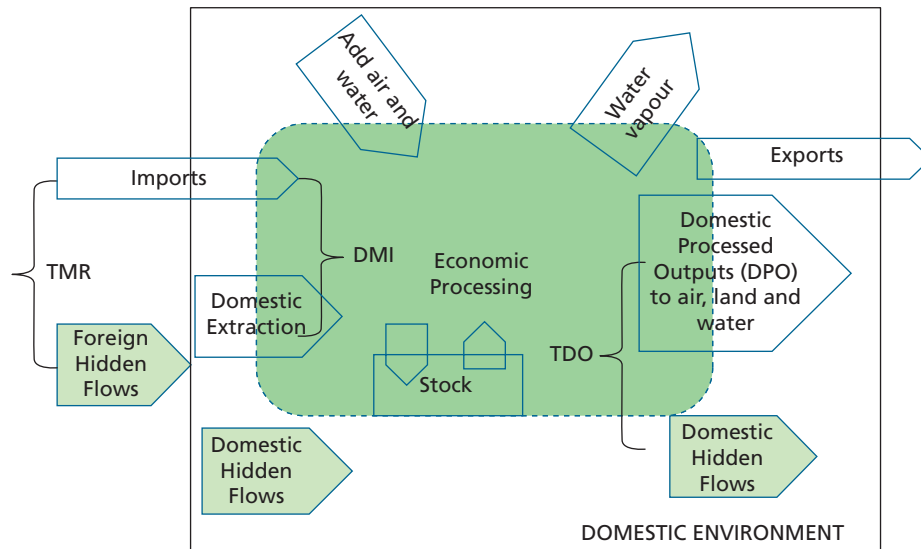 Add air and
water
Water
vapour
Imports
Exports
TMR
DMI
Economic
Processing
Domestic
Extraction
Domestic
Processed
Outputs (DPO)
to air, land and
water
Foreign
Hidden
Flows
Stock
TDO
Domestic
Hidden
Flows
Domestic
Hidden
Flows
DOMESTIC ENVIRONMENT